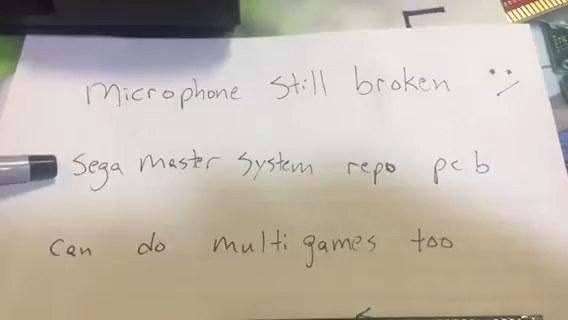 Microphone Still broken :/
Sega Master System repo pcb
can do multi games too